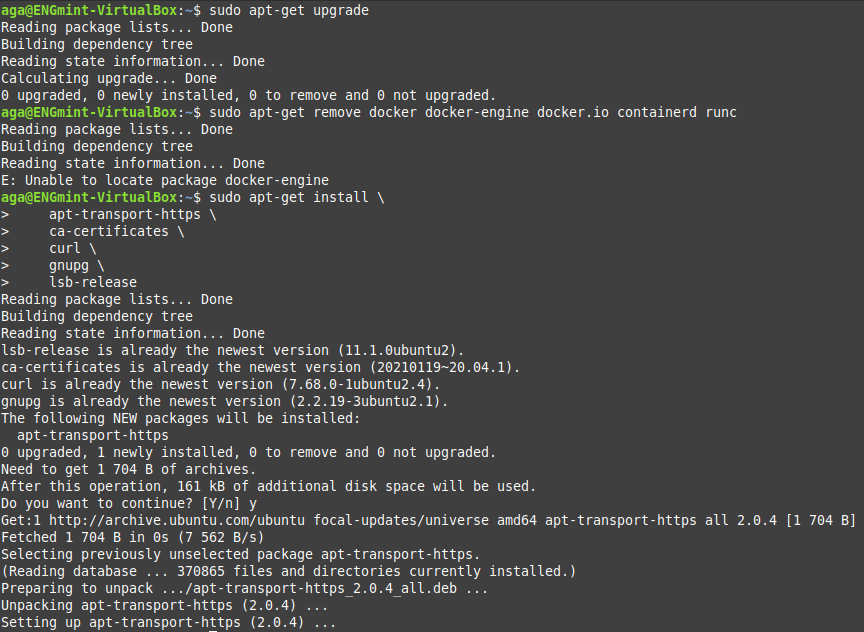 aga@ENGmint-VirtualBox:~$ sudo apt-get upgrade
Reading package lists... Done
Building dependency tree
Reading state information... Done
Calculating upgrade... Done
0 upgraded, 0 newly installed, 0 to remove and 0 not upgraded.
aga@ENGmint-VirtualBox:~$ sudo apt-get remove docker docker-engine docker.io containerd runc
Reading package lists... Done
Building dependency tree
Reading state information... Done
E: Unable to locate package docker-engine
aga@ENGmint-VirtualBox:~$ sudo apt-get install \
>     apt-transport-https \
>     ca-certificates \
>     curl \
>     gnupg \
>     lsb-release
Reading package lists... Done
Building dependency tree
Reading state information... Done
lsb-release is already the newest version (11.1.0ubuntu2).
ca-certificates is already the newest version (20210119~20.04.1).
curl is already the newest version (7.68.0-1ubuntu2.4).
gnupg is already the newest version (2.2.19-3ubuntu2.1).
The following NEW packages will be installed:
  apt-transport-https
0 upgraded, 1 newly installed, 0 to remove and 0 not upgraded.
Need to get 1 704 B of archives.
After this operation, 161 kB of additional disk space will be used.
Do you want to continue? [Y/n] y
Get:1 http://archive.ubuntu.com/ubuntu focal-updates/universe amd64 apt-transport-https all 2.0.4 [1 704 B]
Fetched 1 704 B in 0s (7 562 B/s)
Selecting previously unselected package apt-transport-https.
(Reading database ... 370865 files and directories currently installed.)
Preparing to unpack .../apt-transport-https_2.0.4_all.deb ...
Unpacking apt-transport-https (2.0.4) ...
Setting up apt-transport-https (2.0.4) ...